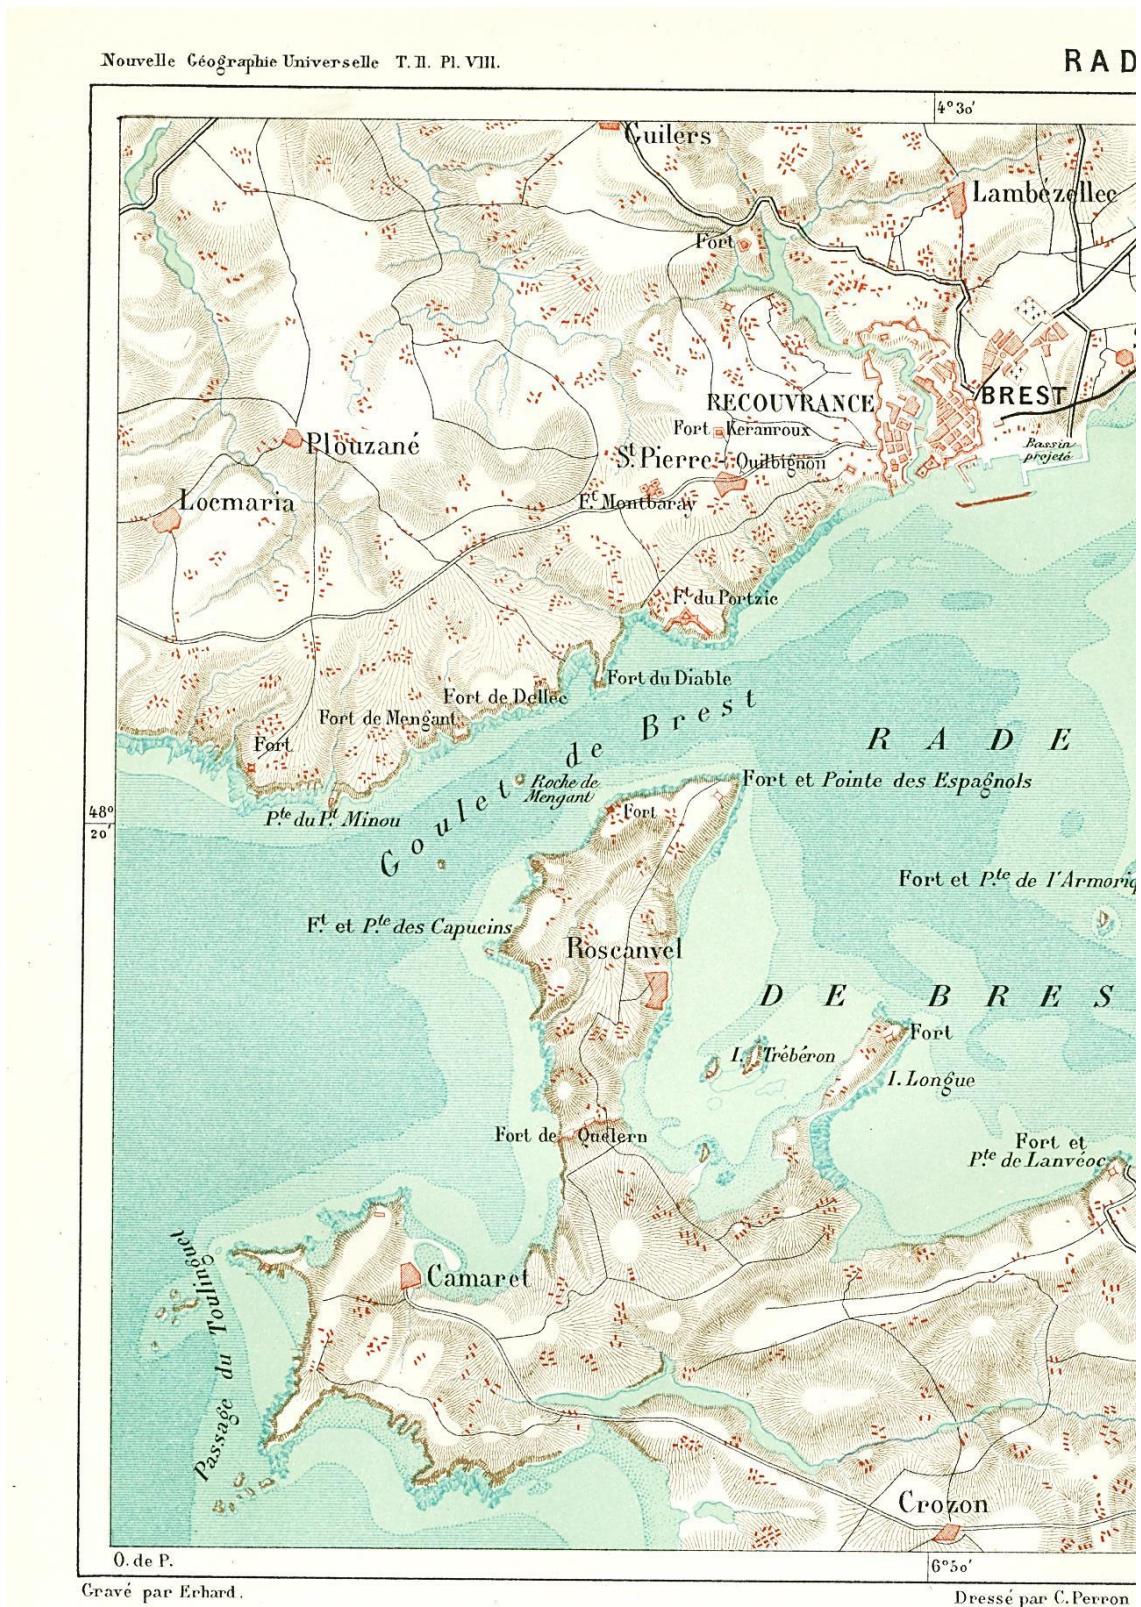 Nouvelle Géographie Universelle T. II. Pl. VIII.
RAD
4° 30'
Guilers
Lambézellec
Fort
RECOUVRANCE
BREST
Fort Keranroux
Bassin
projeté
St Pierre - Quilbignon
Plouzané
Ft Montbaray
Locmaria
Ft du Portzic
Fort du Diable
Fort de Dellec
Fort de Mengant
Fort
Goulet de Brest
RADE
Roche de
Mengant
Fort et Pointe des Espagnols
Fort
48°
20'
Pte du Pt Minou
Fort et Pte de l'Armoriq
Ft et Pte des Capucins
Roscanvel
DE BRES
Fort
I. Trébéron
I. Longue
Fort de Quélern
Fort et
Pte de Lanvéoc
Camaret
Passage du Toulinguet
Crozon
O. de P.
6° 50'
Gravé par Erhard.
Dressé par C. Perron